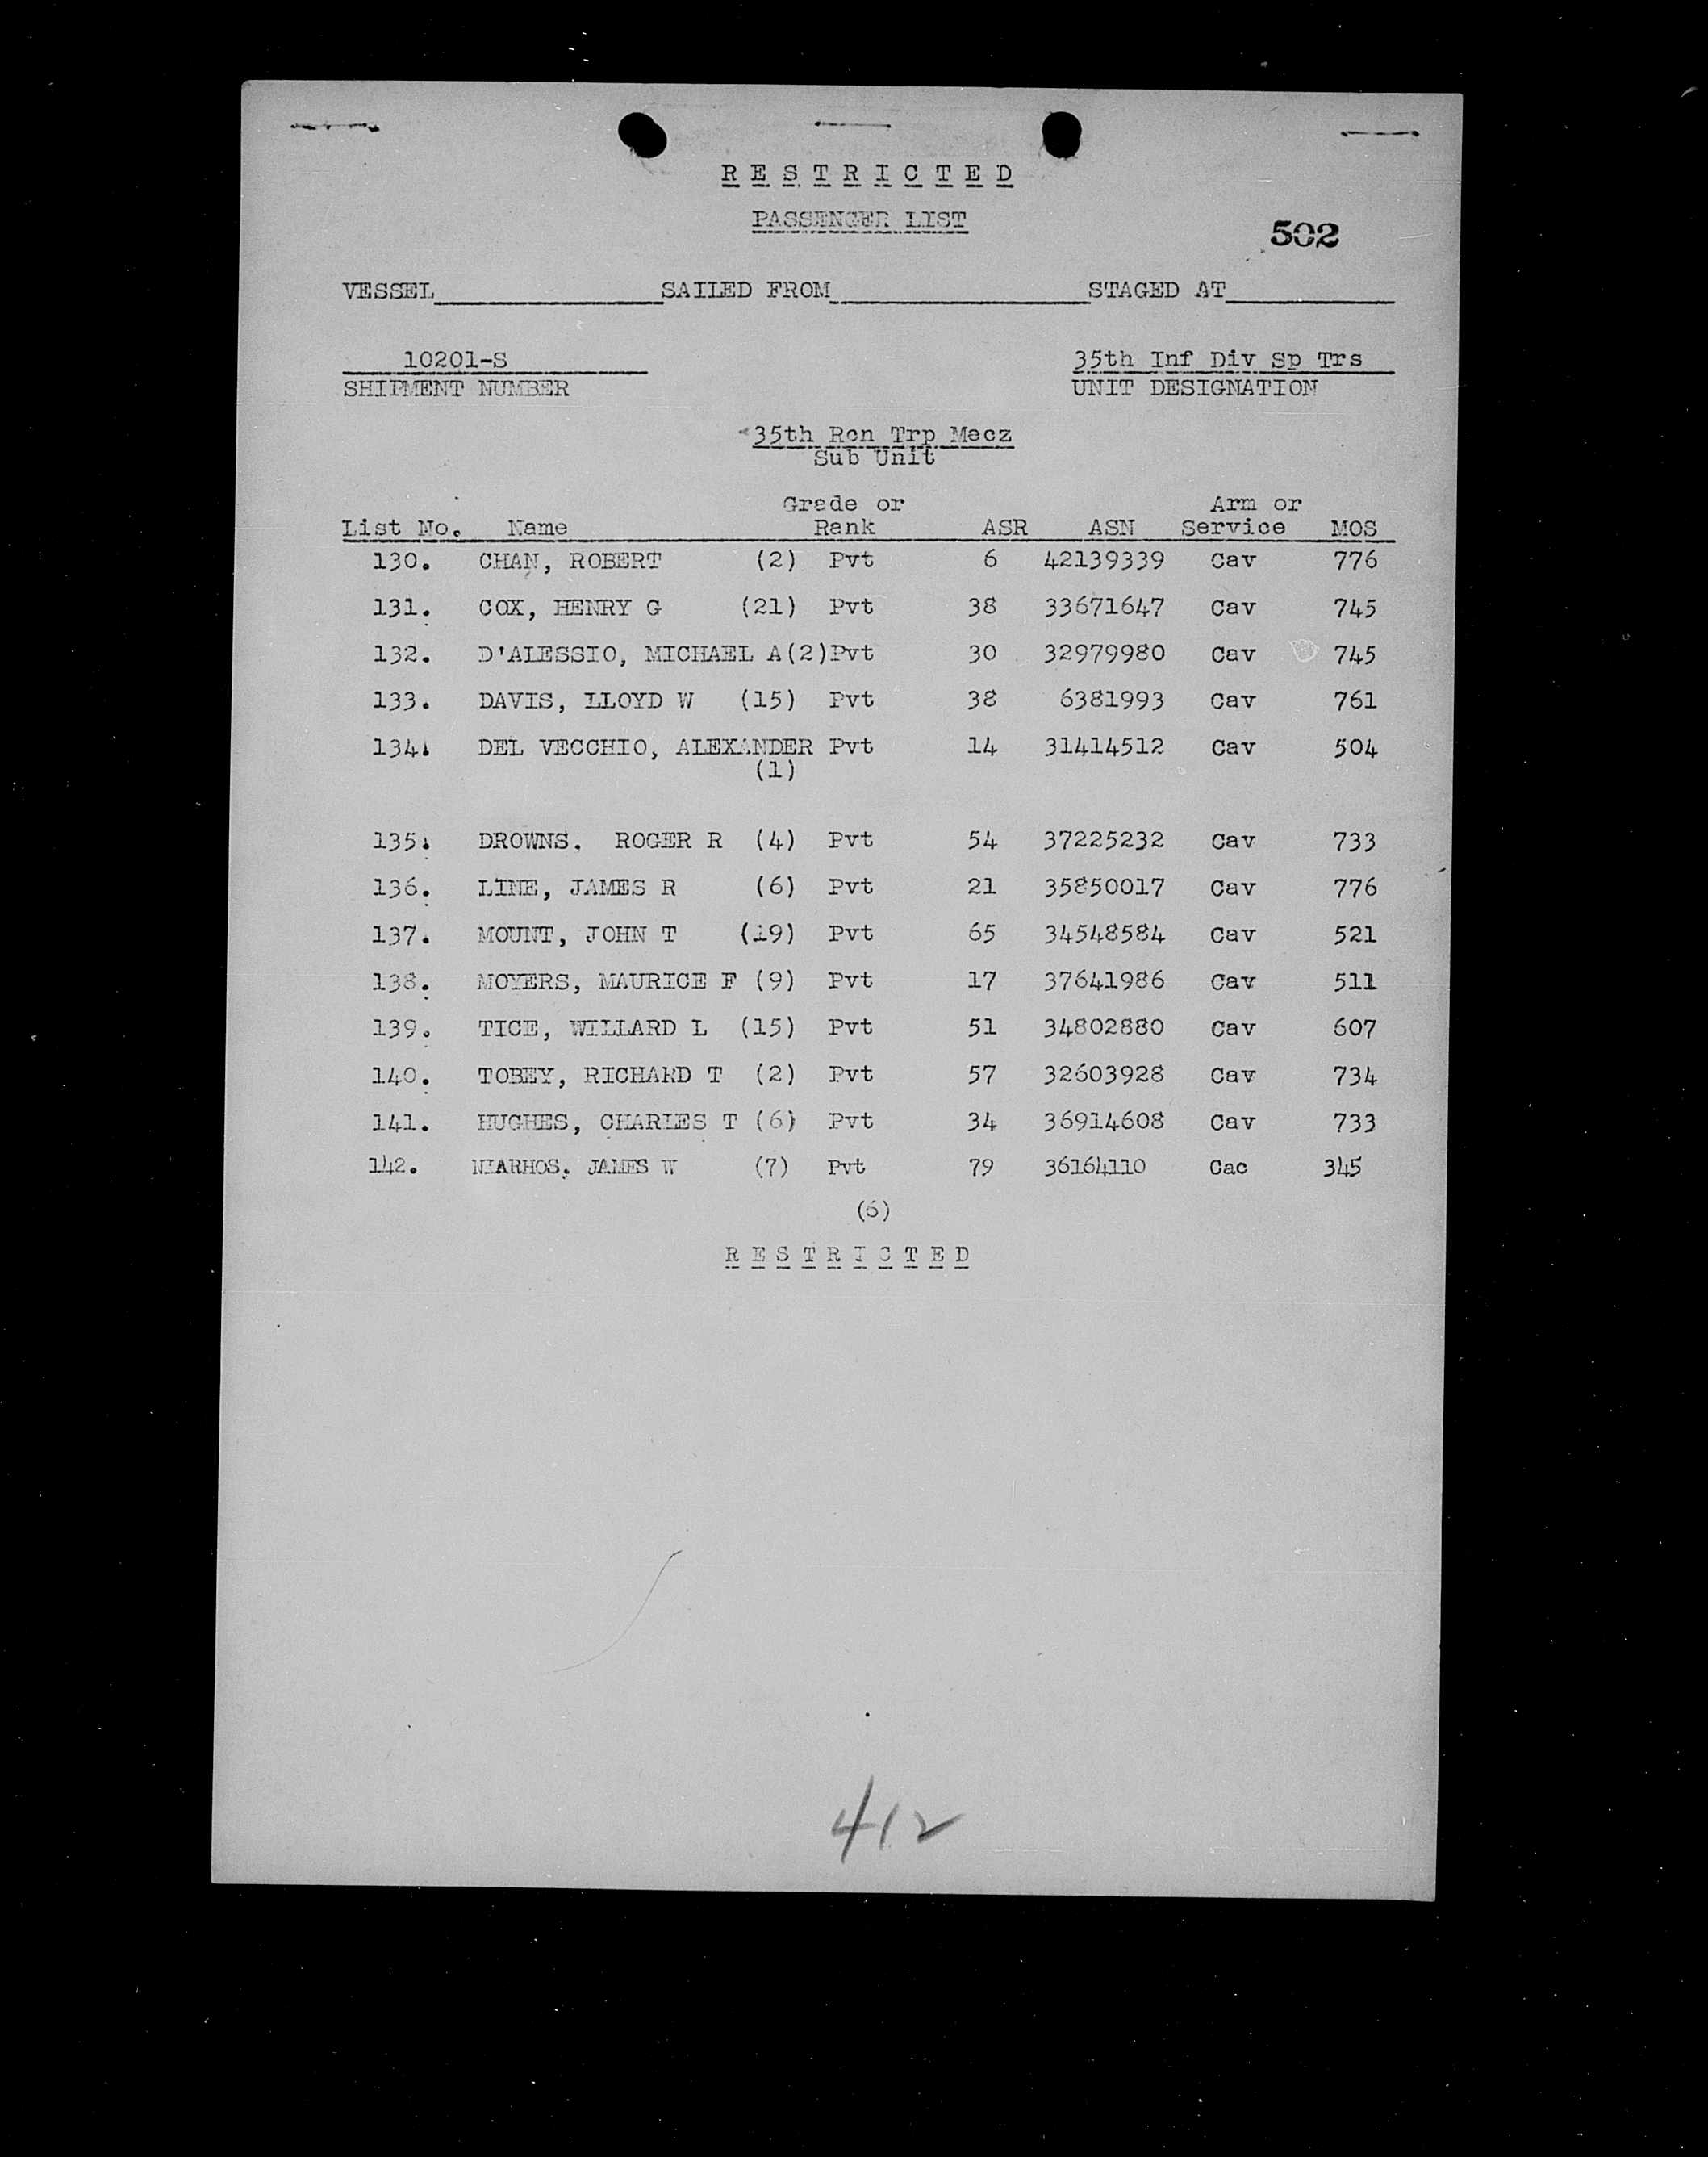 R E S T R I C T E D
PASSENGER LIST
502
VESSEL SAILED FROM STAGED AT
10201-S 35th Inf Div Sp Trs
SHIPMENT NUMBER UNIT DESIGNATION
35th Rcn Trp Mecz
Sub Unit
Grade or Arm or
List No. Name Rank ASR ASN Service MOS
130. CHAN, ROBERT (2) Pvt 6 42139339 Cav 776
131. COX, HENRY G (21) Pvt 38 33671647 Cav 745
132. D'ALESSIO, MICHAEL A(2)Pvt 30 32979980 Cav 745
133. DAVIS, LLOYD W (15) Pvt 38 6381993 Cav 761
134. DEL VECCHIO, ALEXANDER Pvt 14 31414512 Cav 504
(1)
135. DROWNS. ROGER R (4) Pvt 54 37225232 Cav 733
136. LINE, JAMES R (6) Pvt 21 35850017 Cav 776
137. MOUNT, JOHN T (19) Pvt 65 34548584 Cav 521
138. MOYERS, MAURICE F (9) Pvt 17 37641986 Cav 511
139. TICE, WILLARD L (15) Pvt 51 34802880 Cav 607
140. TOBEY, RICHARD T (2) Pvt 57 32603928 Cav 734
141. HUGHES, CHARLES T (6) Pvt 34 36914608 Cav 733
142. NIARHOS, JAMES W (7) Pvt 79 36164110 Cac 345
(6)
R E S T R I C T E D
412